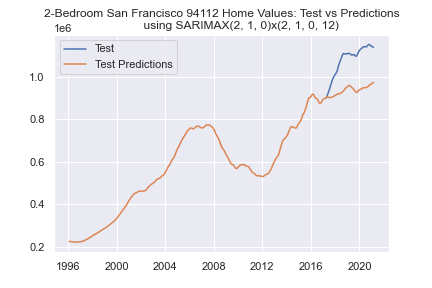 2-Bedroom San Francisco 94112 Home Values: Test vs Predictions
using SARIMAX(2, 1, 0)x(2, 1, 0, 12)
1e6
Test
Test Predictions
1.0
0.8
0.6
0.4
0.2
1996 2000 2004 2008 2012 2016 2020